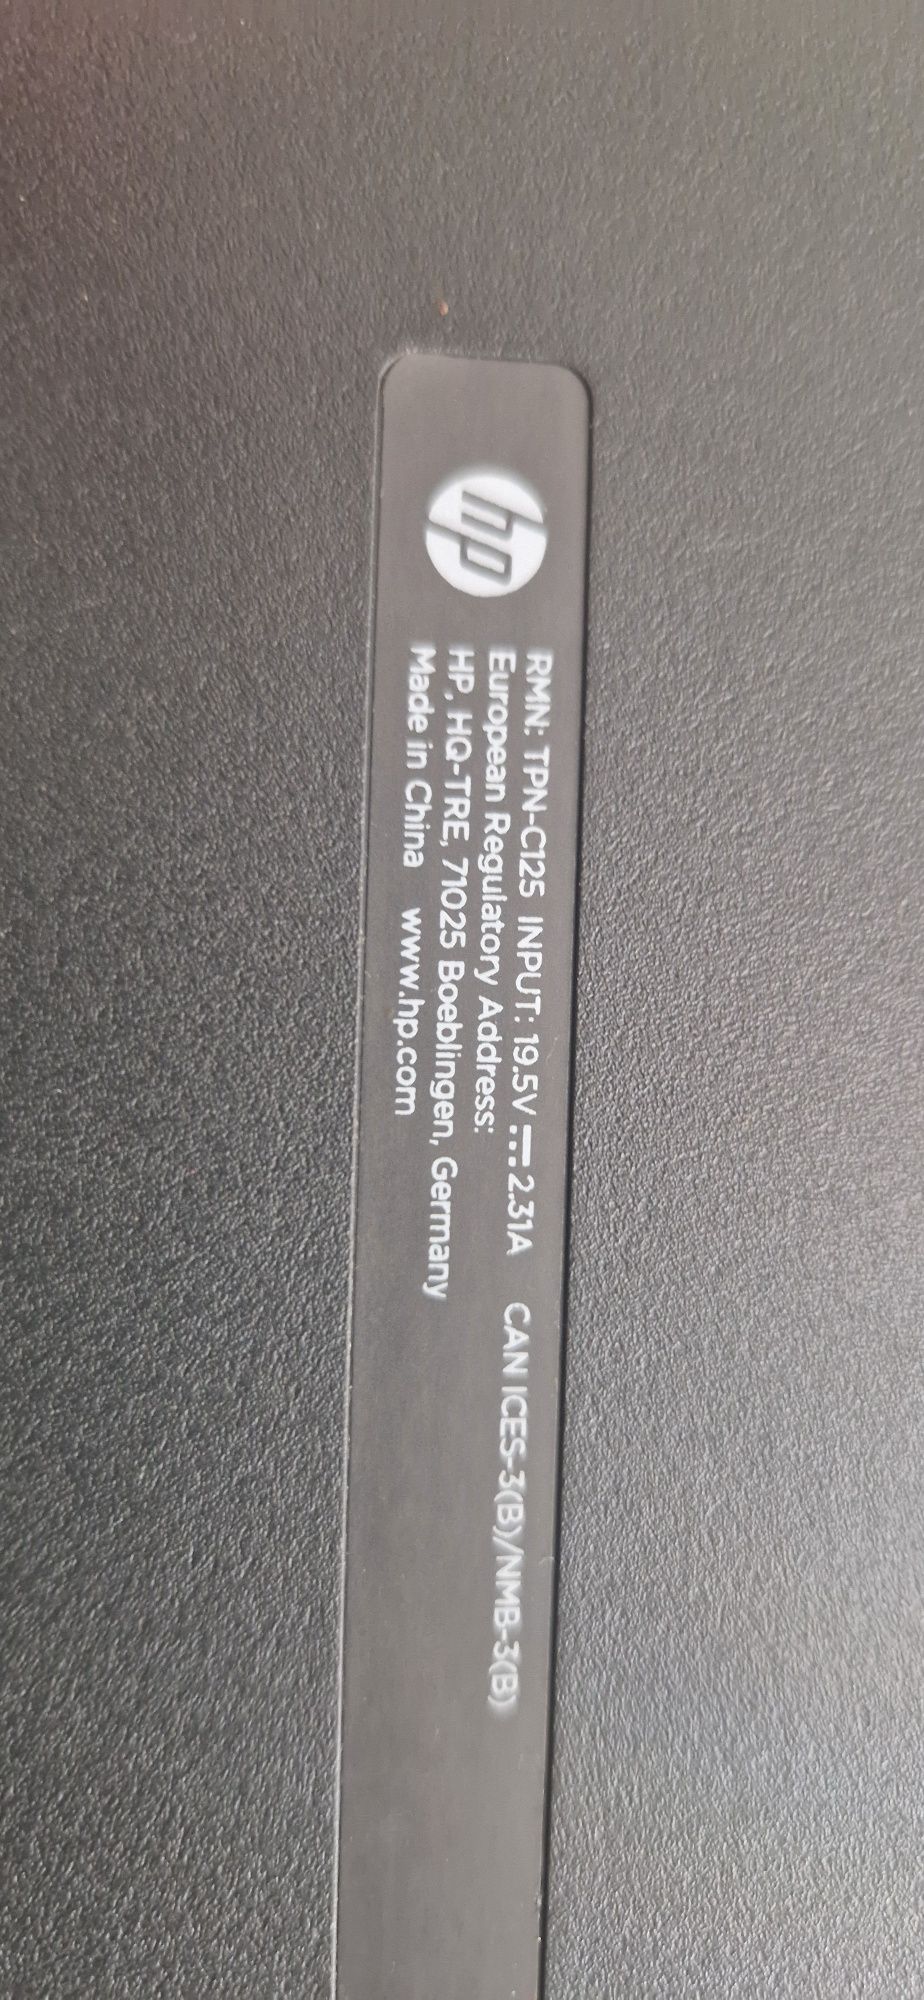 hp
RMN: TPN-C125 INPUT: 19.5V⎓2.31A CAN ICES-3(B)/NMB-3(B)
European Regulatory Address:
HP, HQ-TRE, 71025 Boeblingen, Germany
Made in China www.hp.com